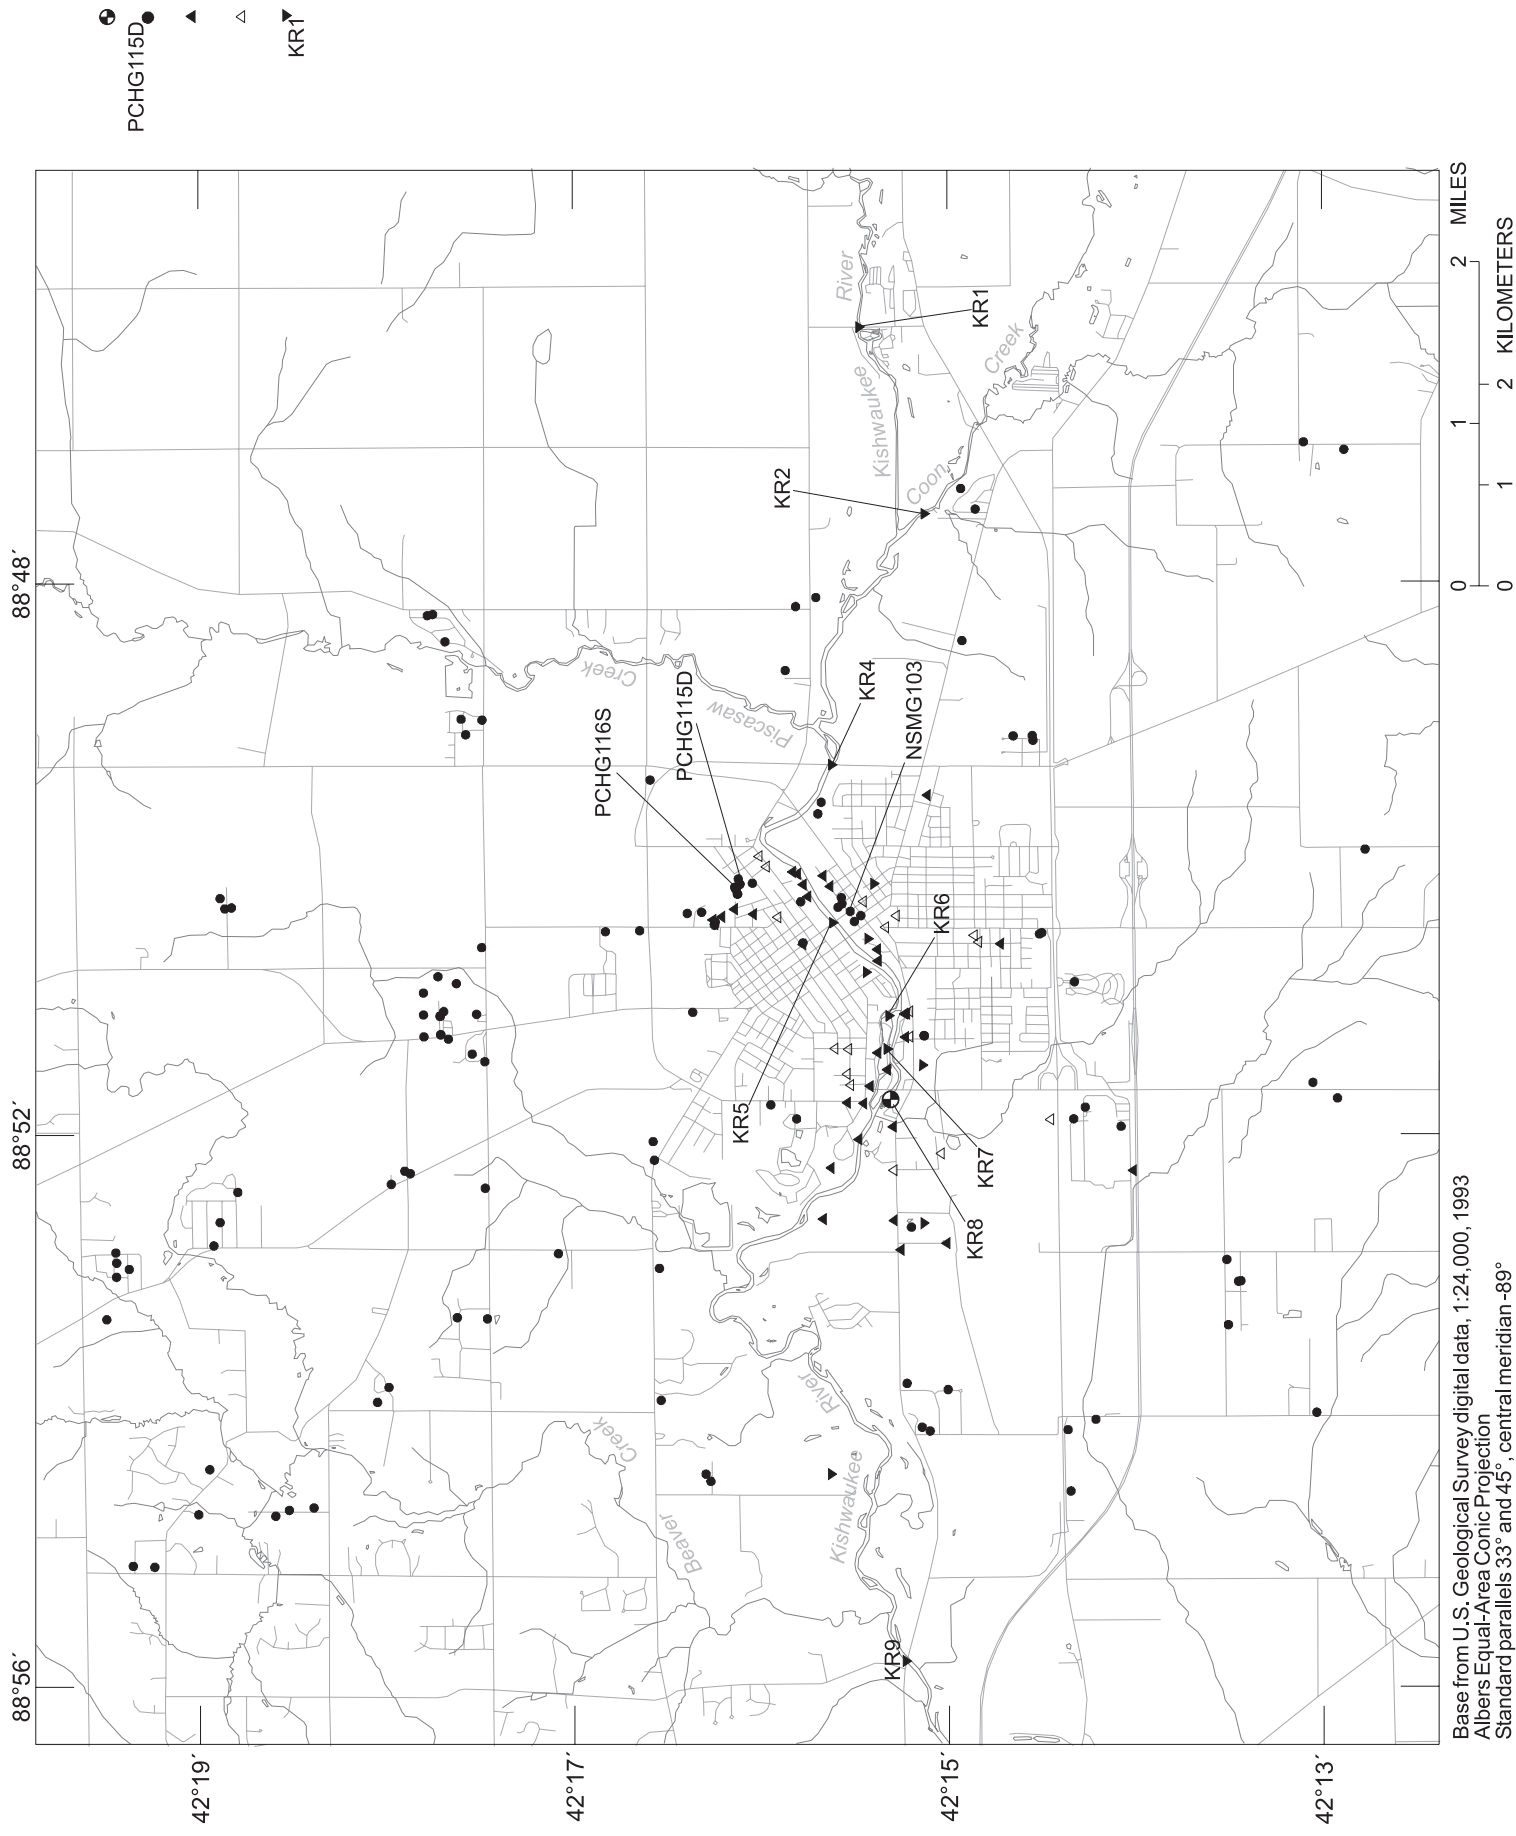 PCHG115D
KR1
88°48´
88°52´
88°56´
42°19´
42°17´
42°15´
42°13´
PCHG116S
PCHG115D
Piscasaw
Creek
KR4
NSMG103
KR2
Kishwaukee
River
KR1
Coon
Creek
KR5
KR6
KR7
KR8
Beaver
Creek
Kishwaukee
River
KR9
0 1 2 MILES
0 1 2 KILOMETERS
Base from U.S. Geological Survey digital data, 1:24,000, 1993
Albers Equal-Area Conic Projection
Standard parallels 33° and 45°, central meridian -89°